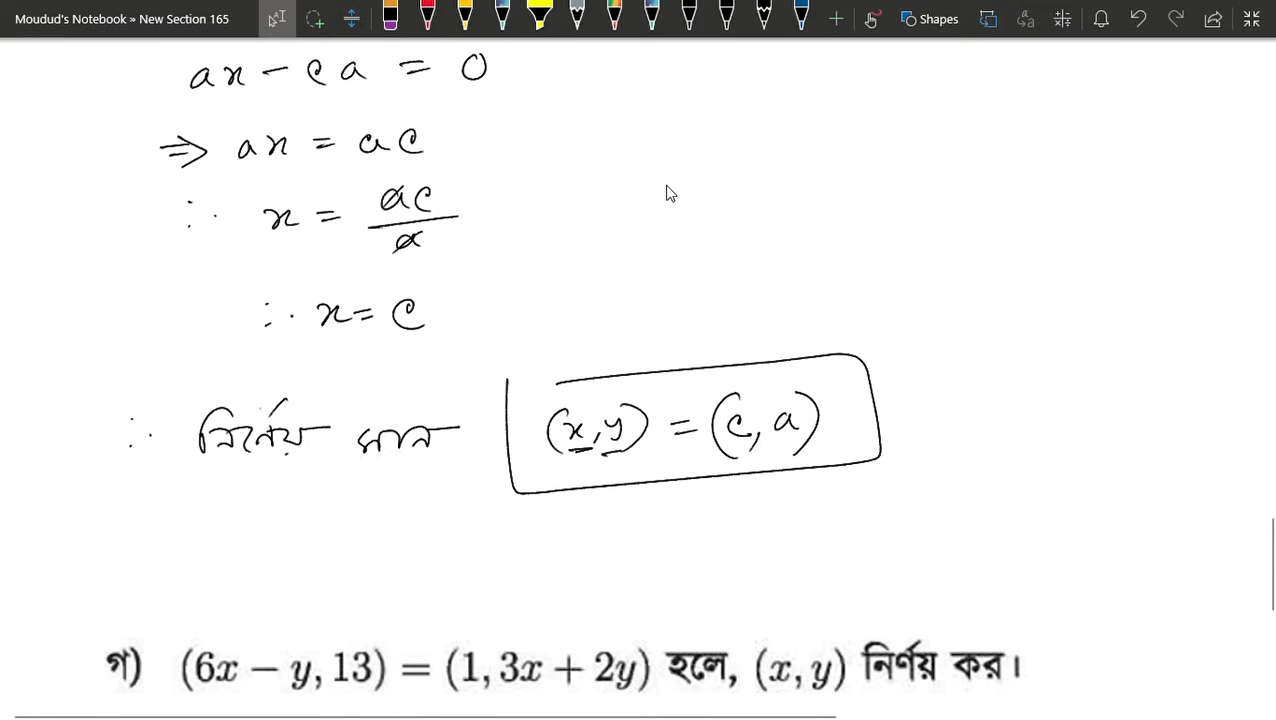 Moudud's Notebook » New Section 165
Shapes
ax - ca = 0
⇒ ax = ac
∴ x = ac/a
∴ x = c
∴ নির্ণেয় মান (x, y) = (c, a)
গ) (6x − y, 13) = (1, 3x + 2y) হলে, (x, y) নির্ণয় কর।